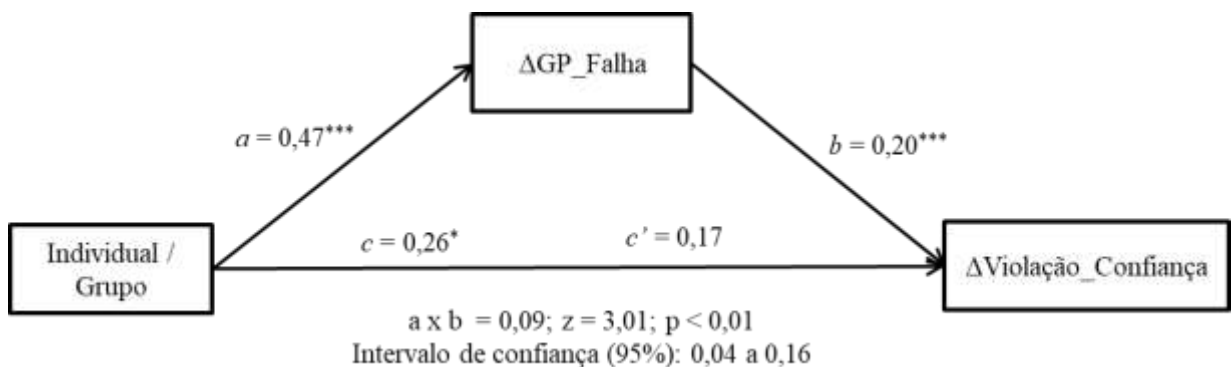 ΔGP_Falha
a = 0,47***
b = 0,20***
Individual /
Grupo
c = 0,26*
c’ = 0,17
ΔViolação_Confiança
a x b = 0,09; z = 3,01; p < 0,01
Intervalo de confiança (95%): 0,04 a 0,16